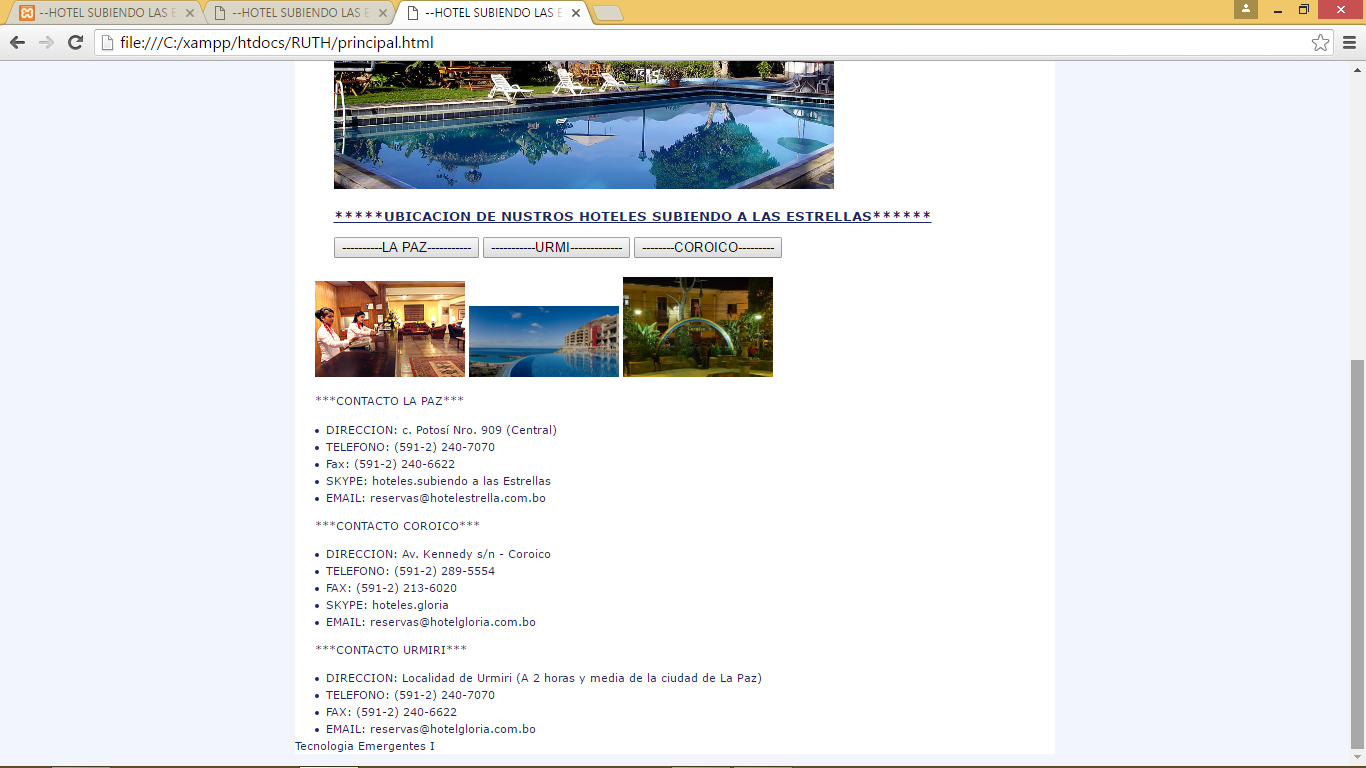 --HOTEL SUBIENDO LAS E
--HOTEL SUBIENDO LAS E
--HOTEL SUBIENDO LAS E
file:///C:/xampp/htdocs/RUTH/principal.html
*****UBICACION DE NUSTROS HOTELES SUBIENDO A LAS ESTRELLAS******
----------LA PAZ----------- -----------URMI------------- --------COROICO---------
***CONTACTO LA PAZ***
• DIRECCION: c. Potosí Nro. 909 (Central)
• TELEFONO: (591-2) 240-7070
• Fax: (591-2) 240-6622
• SKYPE: hoteles.subiendo a las Estrellas
• EMAIL: reservas@hotelestrella.com.bo
***CONTACTO COROICO***
• DIRECCION: Av. Kennedy s/n - Coroico
• TELEFONO: (591-2) 289-5554
• FAX: (591-2) 213-6020
• SKYPE: hoteles.gloria
• EMAIL: reservas@hotelgloria.com.bo
***CONTACTO URMIRI***
• DIRECCION: Localidad de Urmiri (A 2 horas y media de la ciudad de La Paz)
• TELEFONO: (591-2) 240-7070
• FAX: (591-2) 240-6622
• EMAIL: reservas@hotelgloria.com.bo
Tecnologia Emergentes I